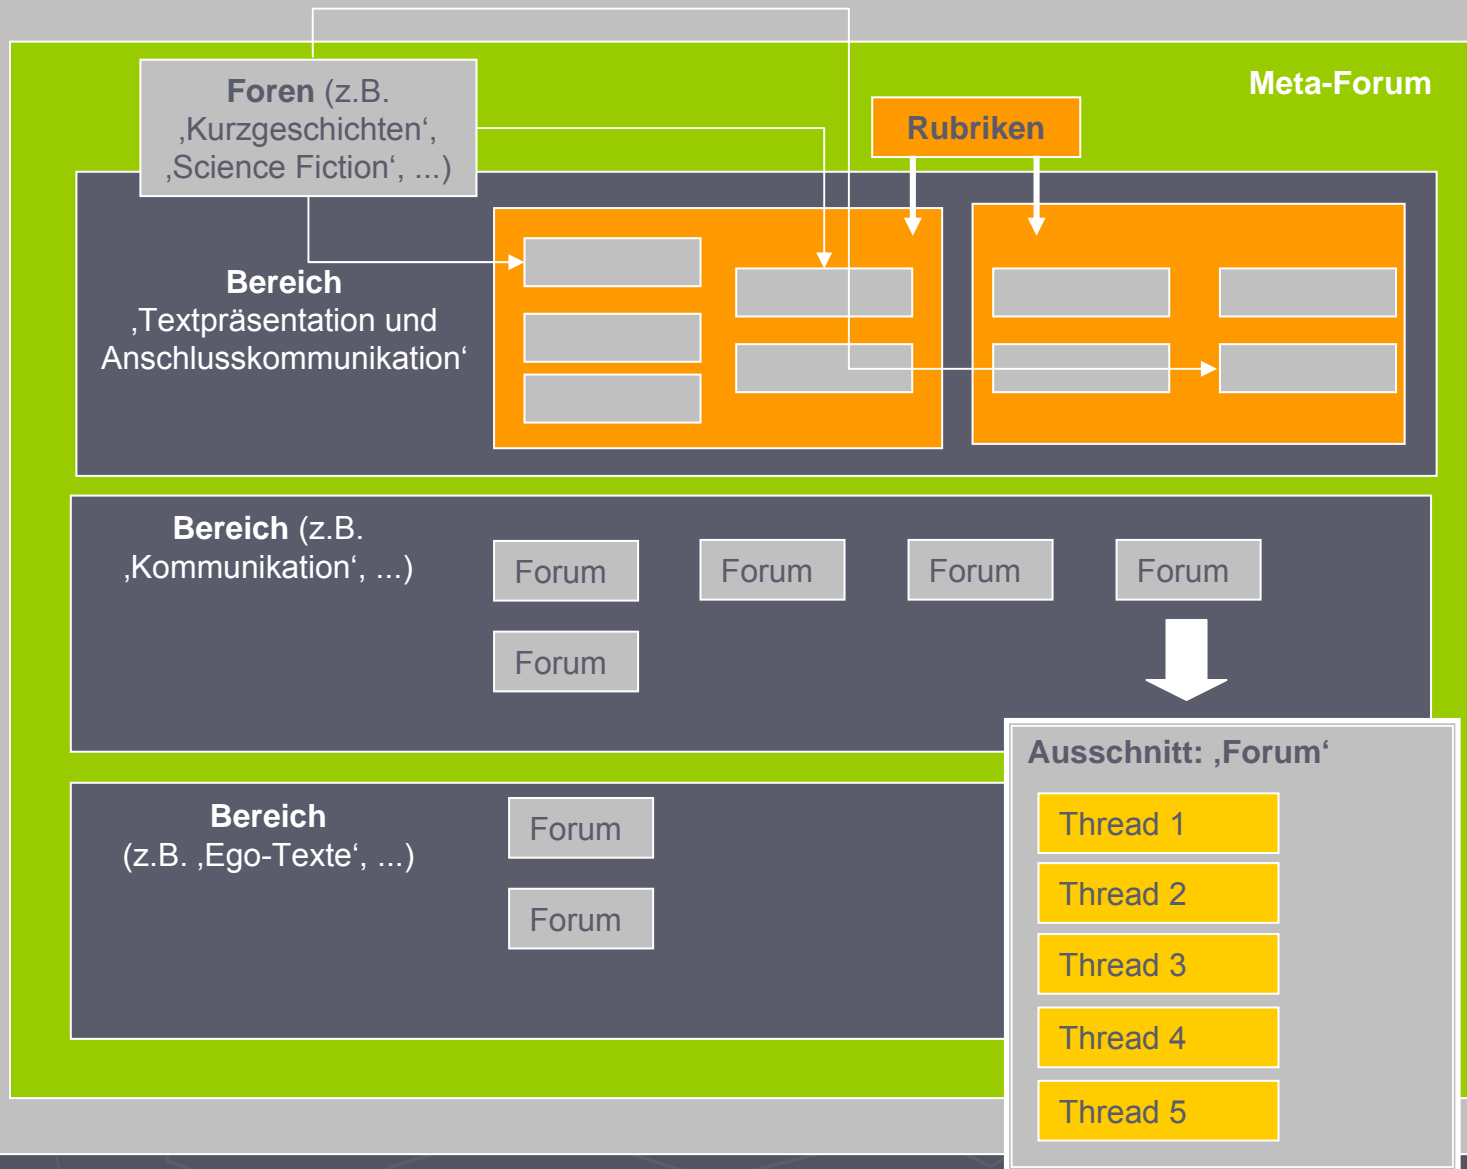 Meta-Forum
Foren (z.B.
‚Kurzgeschichten‘,
‚Science Fiction‘, ...)
Rubriken
Bereich
‚Textpräsentation und
Anschlusskommunikation‘
Bereich (z.B.
‚Kommunikation‘, ...)
Forum
Forum
Forum
Forum
Forum
Bereich
(z.B. ‚Ego-Texte‘, ...)
Forum
Forum
Ausschnitt: ‚Forum‘
Thread 1
Thread 2
Thread 3
Thread 4
Thread 5